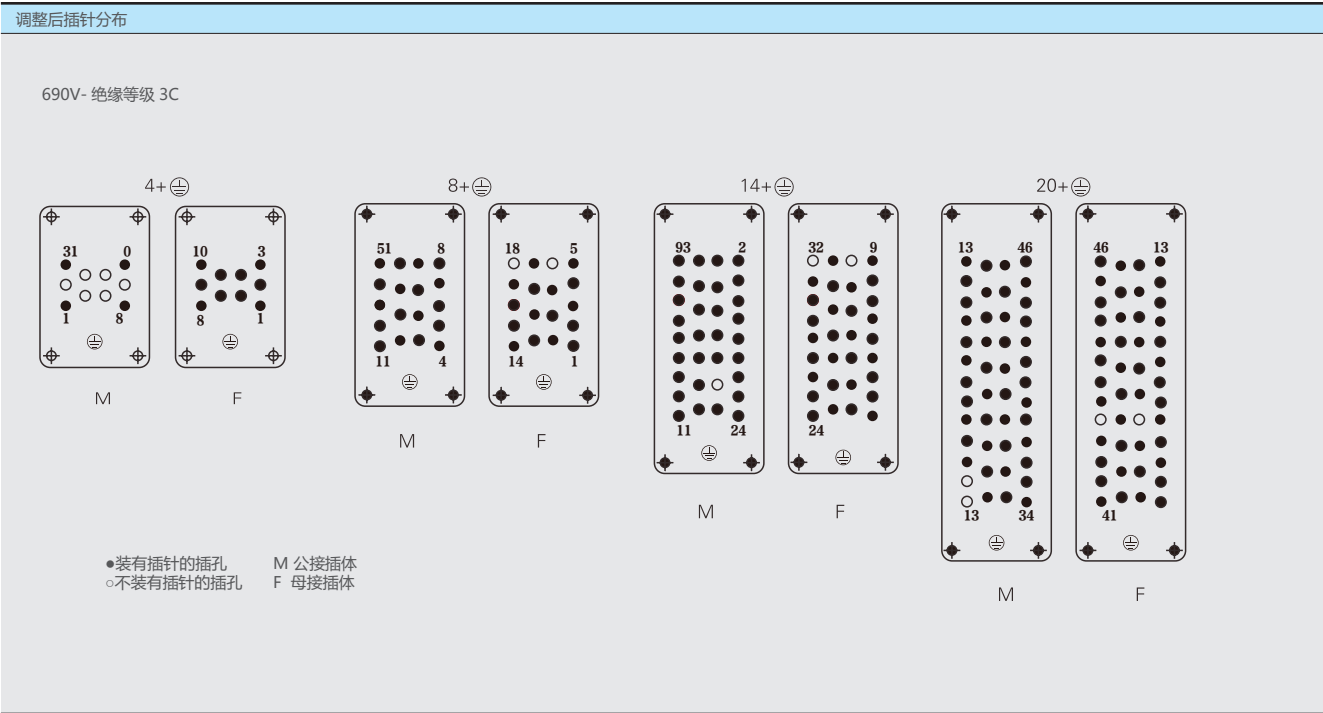 调整后插针分布
690V- 绝缘等级 3C
4+ 8+ 14+ 20+
31 0 10 3 51 8 18 5 93 2 32 9 13 46 46 13
1 8 8 1
11 4 14 1
M F
11 24 24
M F
M F
13 34 41
●装有插针的插孔 M 公接插体
○不装有插针的插孔 F 母接插体
M F